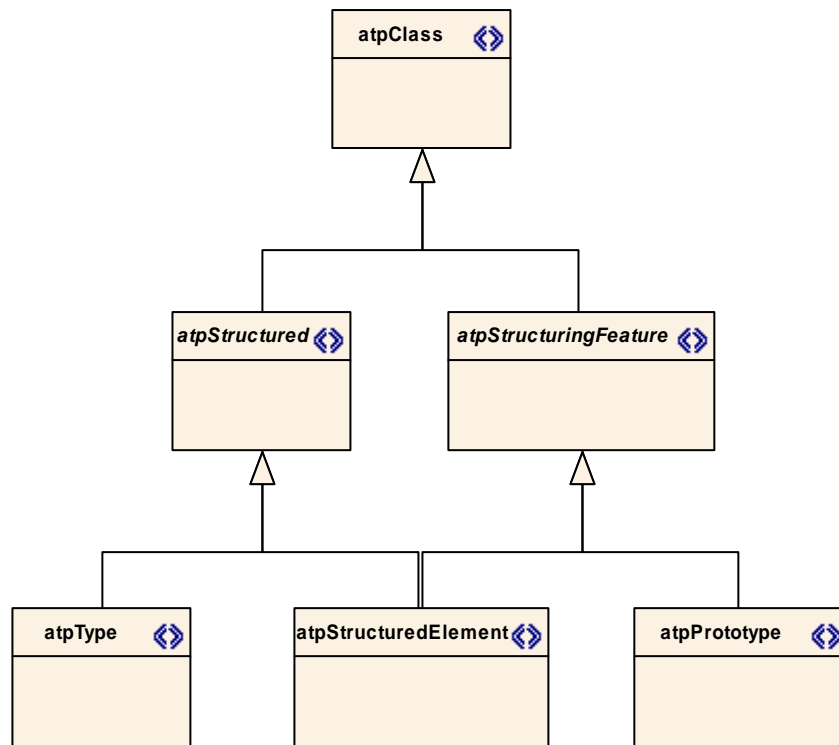 atpClass
atpStructured
atpStructuringFeature
atpType
atpStructuredElement
atpPrototype